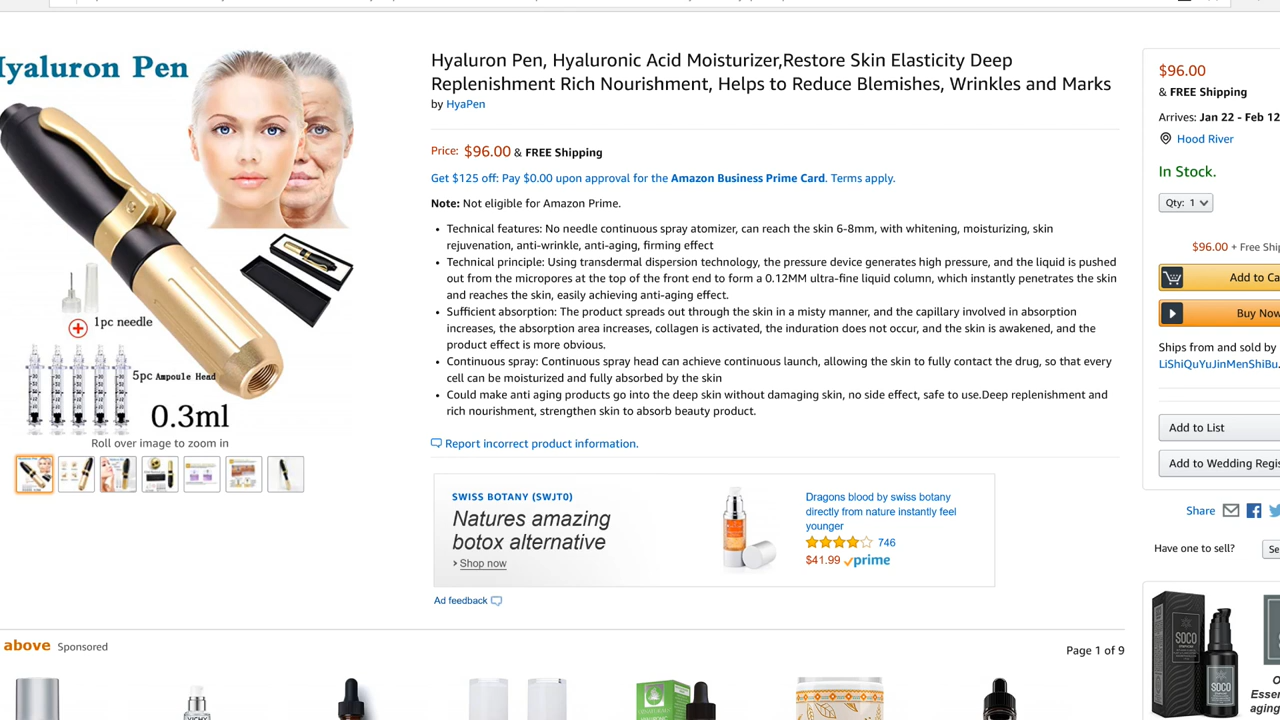 Hyaluron Pen
1pc needle
5pc Ampoule Head
0.3ml
Roll over image to zoom in
Hyaluron Pen, Hyaluronic Acid Moisturizer,Restore Skin Elasticity Deep
Replenishment Rich Nourishment, Helps to Reduce Blemishes, Wrinkles and Marks
by HyaPen
Price: $96.00 & FREE Shipping
Get $125 off: Pay $0.00 upon approval for the Amazon Business Prime Card. Terms apply.
Note: Not eligible for Amazon Prime.
• Technical features: No needle continuous spray atomizer, can reach the skin 6-8mm, with whitening, moisturizing, skin
rejuvenation, anti-wrinkle, anti-aging, firming effect
• Technical principle: Using transdermal dispersion technology, the pressure device generates high pressure, and the liquid is pushed
out from the micropores at the top of the front end to form a 0.12MM ultra-fine liquid column, which instantly penetrates the skin
and reaches the skin, easily achieving anti-aging effect.
• Sufficient absorption: The product spreads out through the skin in a misty manner, and the capillary involved in absorption
increases, the absorption area increases, collagen is activated, the induration does not occur, and the skin is awakened, and the
product effect is more obvious.
• Continuous spray: Continuous spray head can achieve continuous launch, allowing the skin to fully contact the drug, so that every
cell can be moisturized and fully absorbed by the skin
• Could make anti aging products go into the deep skin without damaging skin, no side effect, safe to use.Deep replenishment and
rich nourishment, strengthen skin to absorb beauty product.
Report incorrect product information.
SWISS BOTANY (SWJT0)
Natures amazing
botox alternative
› Shop now
Dragons blood by swiss botany
directly from nature instantly feel
younger
746
$41.99 prime
Ad feedback
$96.00
& FREE Shipping
Arrives: Jan 22 - Feb 12
Hood River
In Stock.
Qty: 1
$96.00 + Free Ship
Add to Ca
Buy Now
Ships from and sold by
LiShiQuYuJinMenShiBu.
Add to List
Add to Wedding Regis
Share
Have one to sell?
Se
SOCO
SOCO
Essen
aging
above Sponsored
Page 1 of 9
VICHY